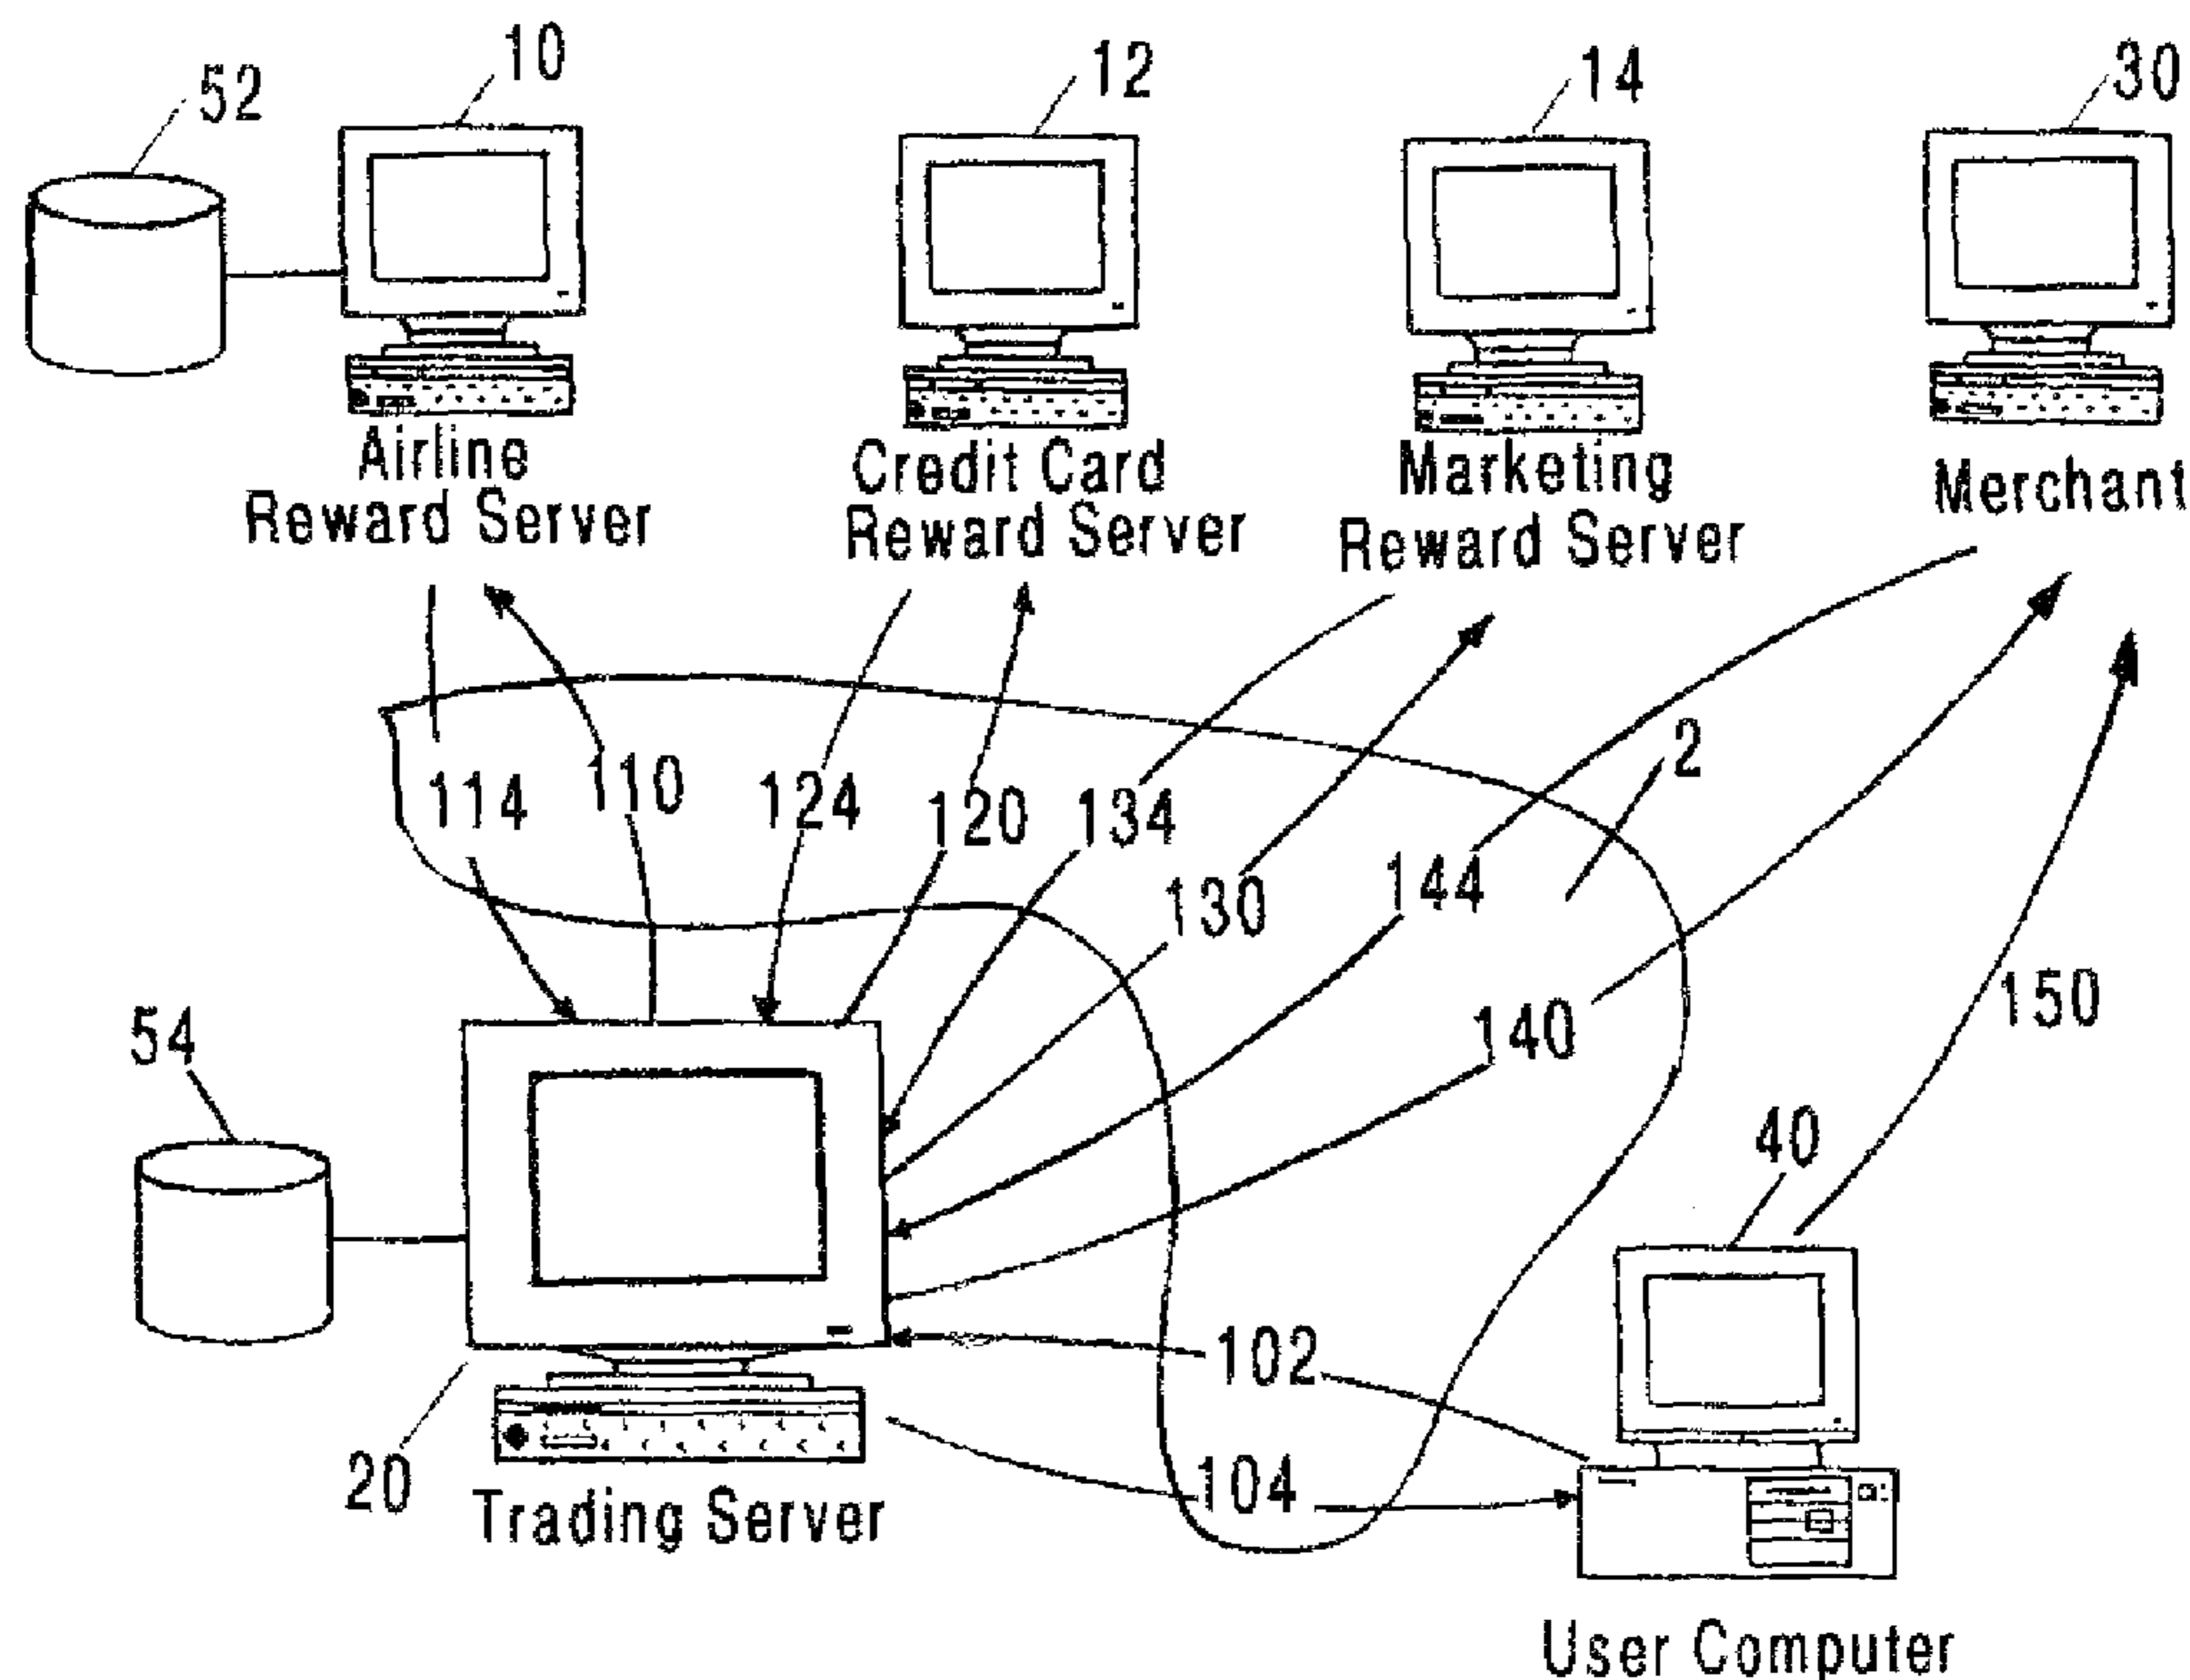 10
12
14
30
52
Airline
Reward Server
Credit Card
Reward Server
Marketing
Reward Server
Merchant
2
114
110
124
120
134
130
144
140
150
54
40
102
104
20
Trading Server
User Computer